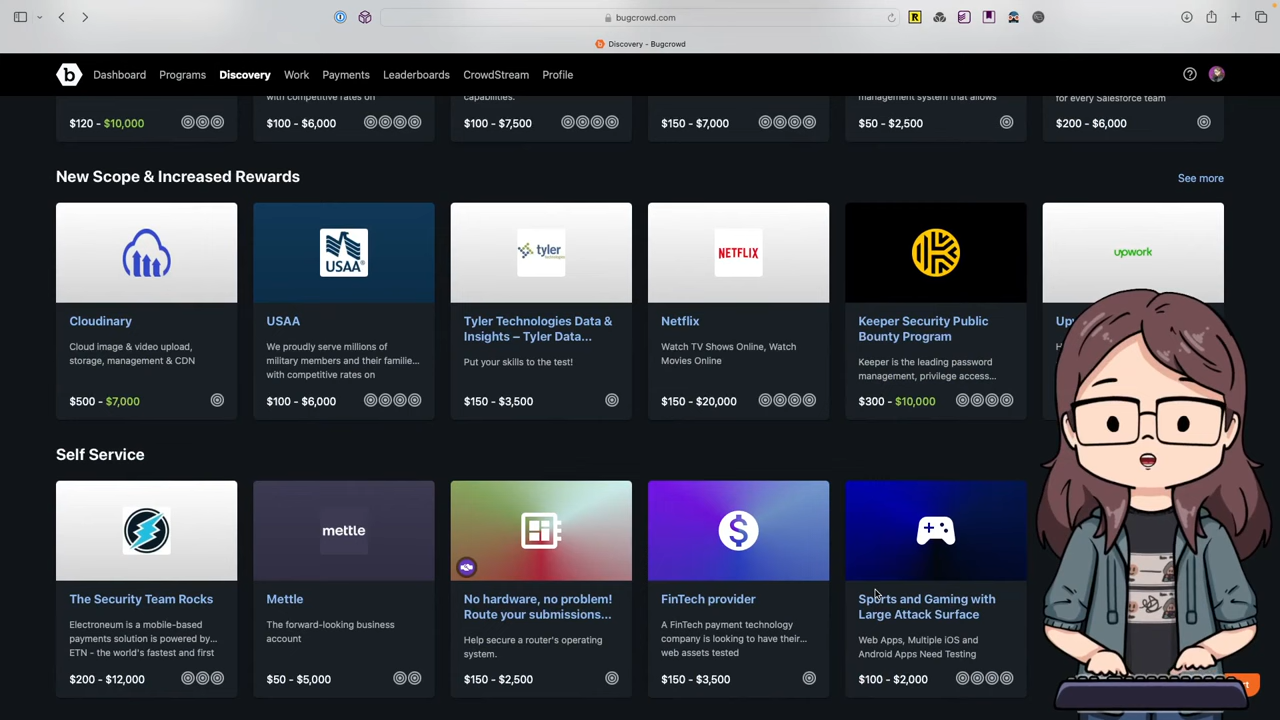 bugcrowd.com
Discovery - Bugcrowd
b Dashboard Programs Discovery Work Payments Leaderboards CrowdStream Profile
with competitive rates on
capabilities.
management system that allows
for every Salesforce team
$120 - $10,000
$100 - $6,000
$100 - $7,500
$150 - $7,000
$50 - $2,500
$200 - $6,000
New Scope & Increased Rewards
See more
USAA
tyler
technologies
NETFLIX
upwork
Cloudinary
Cloud image & video upload,
storage, management & CDN
$500 - $7,000
USAA
We proudly serve millions of
military members and their familie...
with competitive rates on
$100 - $6,000
Tyler Technologies Data &
Insights – Tyler Data...
Put your skills to the test!
$150 - $3,500
Netflix
Watch TV Shows Online, Watch
Movies Online
$150 - $20,000
Keeper Security Public
Bounty Program
Keeper is the leading password
management, privilege access...
$300 - $10,000
Self Service
mettle
The Security Team Rocks
Electroneum is a mobile-based
payments solution is powered by...
ETN - the world's fastest and first
$200 - $12,000
Mettle
The forward-looking business
account
$50 - $5,000
No hardware, no problem!
Route your submissions...
Help secure a router's operating
system.
$150 - $2,500
FinTech provider
A FinTech payment technology
company is looking to have their...
web assets tested
$150 - $3,500
Sports and Gaming with
Large Attack Surface
Web Apps, Multiple iOS and
Android Apps Need Testing
$100 - $2,000